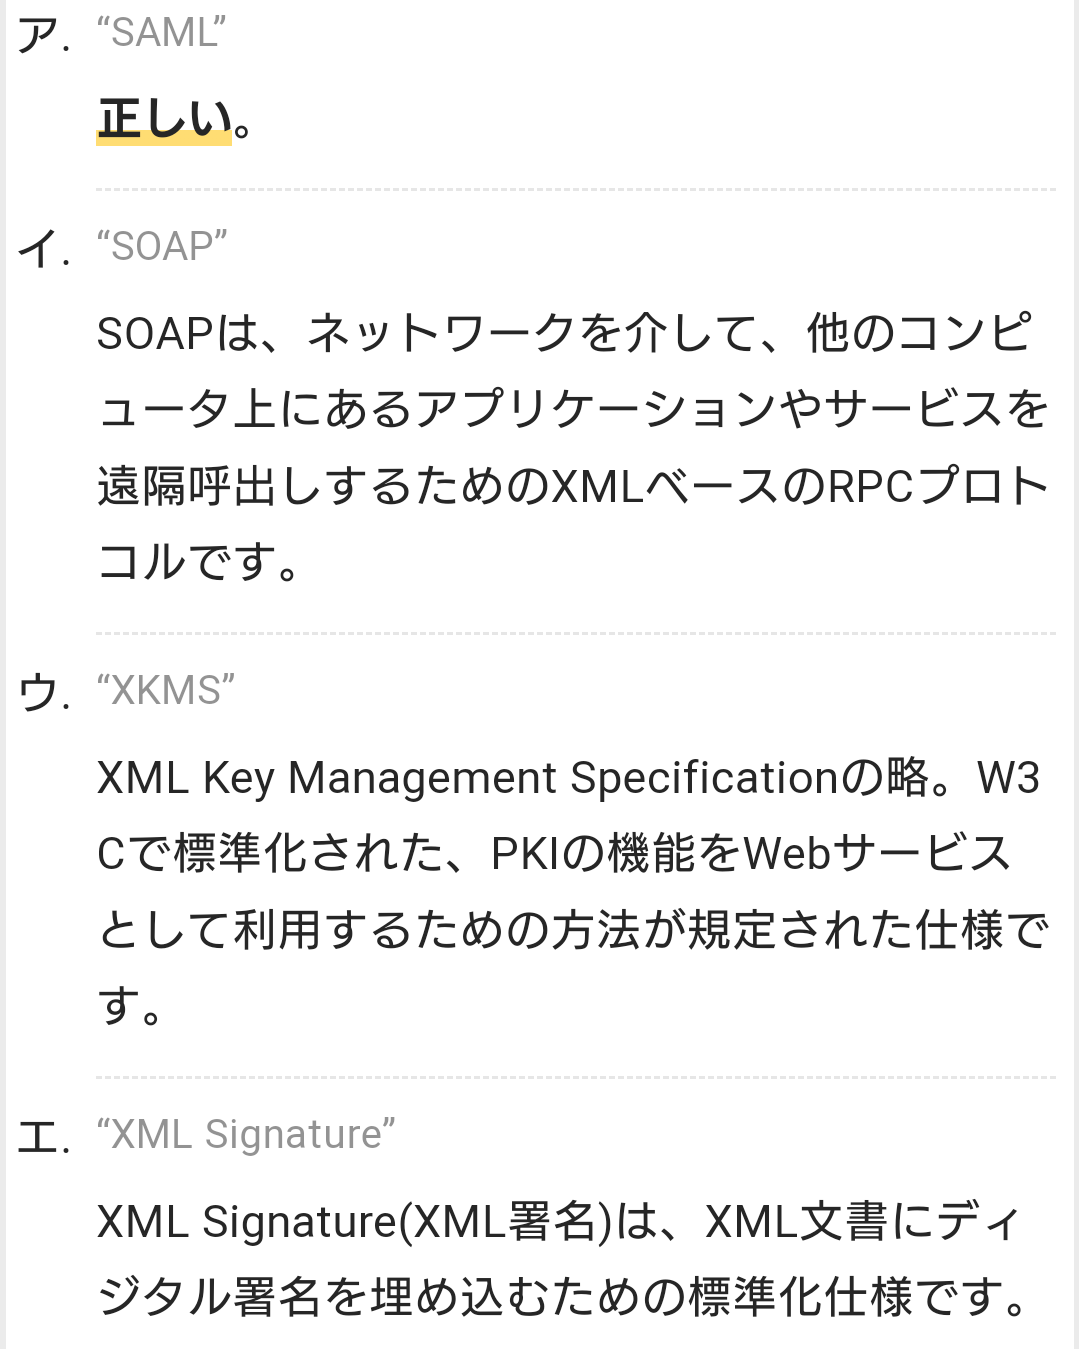 ア. “SAML”
正しい。
イ. “SOAP”
SOAPは、ネットワークを介して、他のコンピ
ュータ上にあるアプリケーションやサービスを
遠隔呼出しするためのXMLベースのRPCプロト
コルです。
ウ. “XKMS”
XML Key Management Specificationの略。W3
Cで標準化された、PKIの機能をWebサービス
として利用するための方法が規定された仕様で
す。
エ. “XML Signature”
XML Signature(XML署名)は、XML文書にディ
ジタル署名を埋め込むための標準化仕様です。